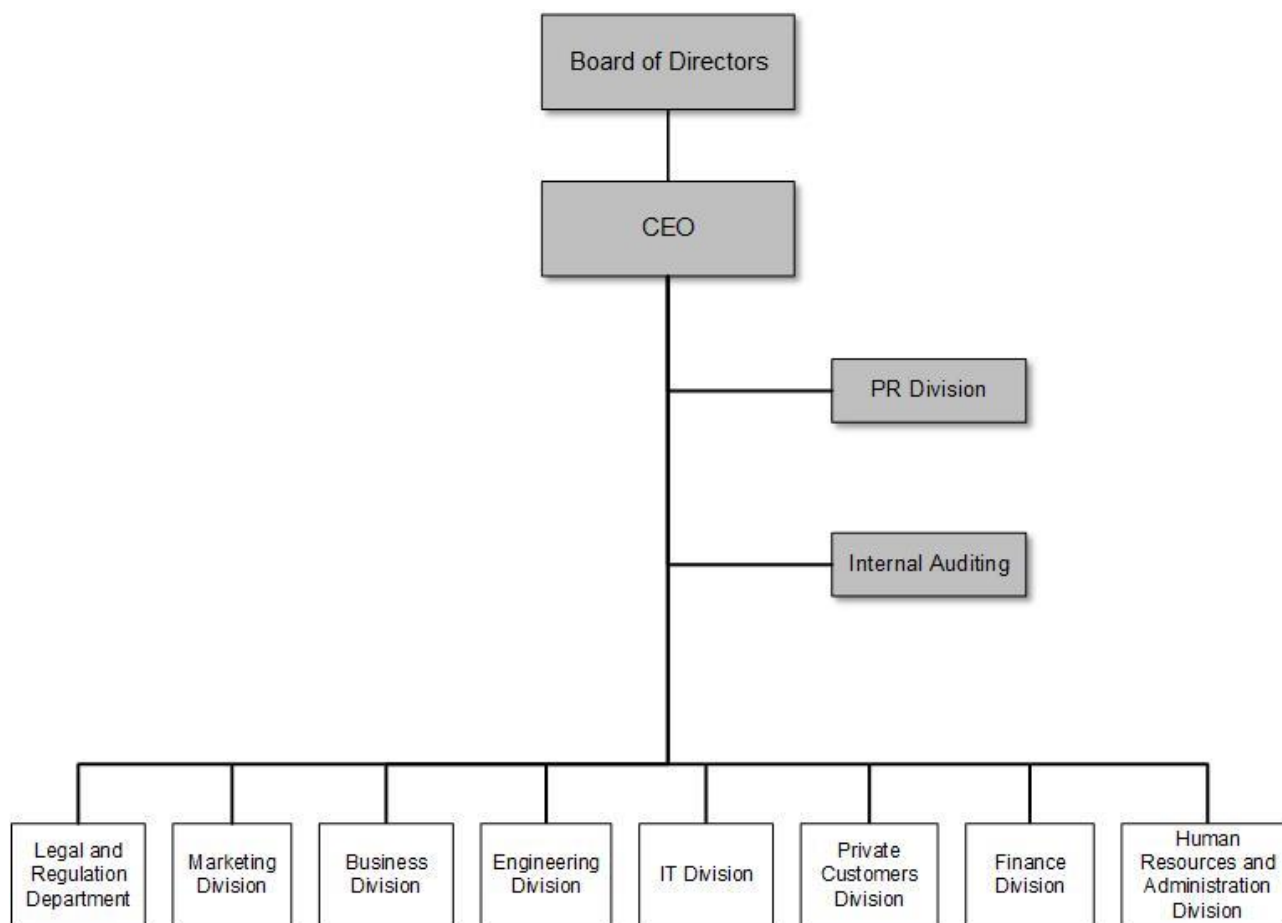 Board of Directors
CEO
PR Division
Internal Auditing
Legal and
Regulation
Department
Marketing
Division
Business
Division
Engineering
Division
IT Division
Private
Customers
Division
Finance
Division
Human
Resources and
Administration
Division